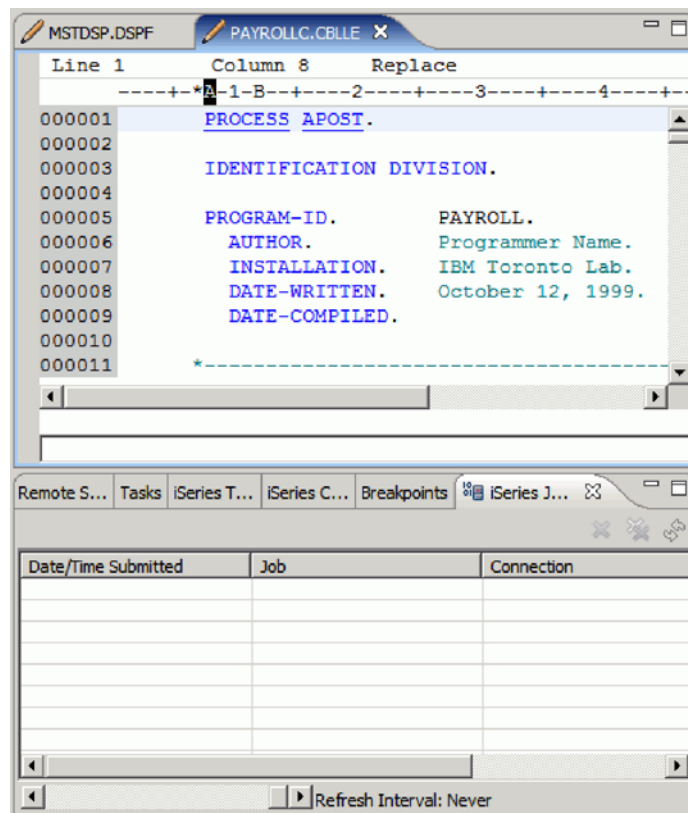 MSTDSP.DSPF PAYROLLC.CBLLE
Line 1 Column 8 Replace
----+-*A-1-B--+----2----+----3----+----4----+--
000001 PROCESS APOST.
000002
000003 IDENTIFICATION DIVISION.
000004
000005 PROGRAM-ID. PAYROLL.
000006 AUTHOR. Programmer Name.
000007 INSTALLATION. IBM Toronto Lab.
000008 DATE-WRITTEN. October 12, 1999.
000009 DATE-COMPILED.
000010
000011 *--------------------------------------
Remote S... Tasks iSeries T... iSeries C... Breakpoints iSeries J...
Date/Time Submitted Job Connection
Refresh Interval: Never